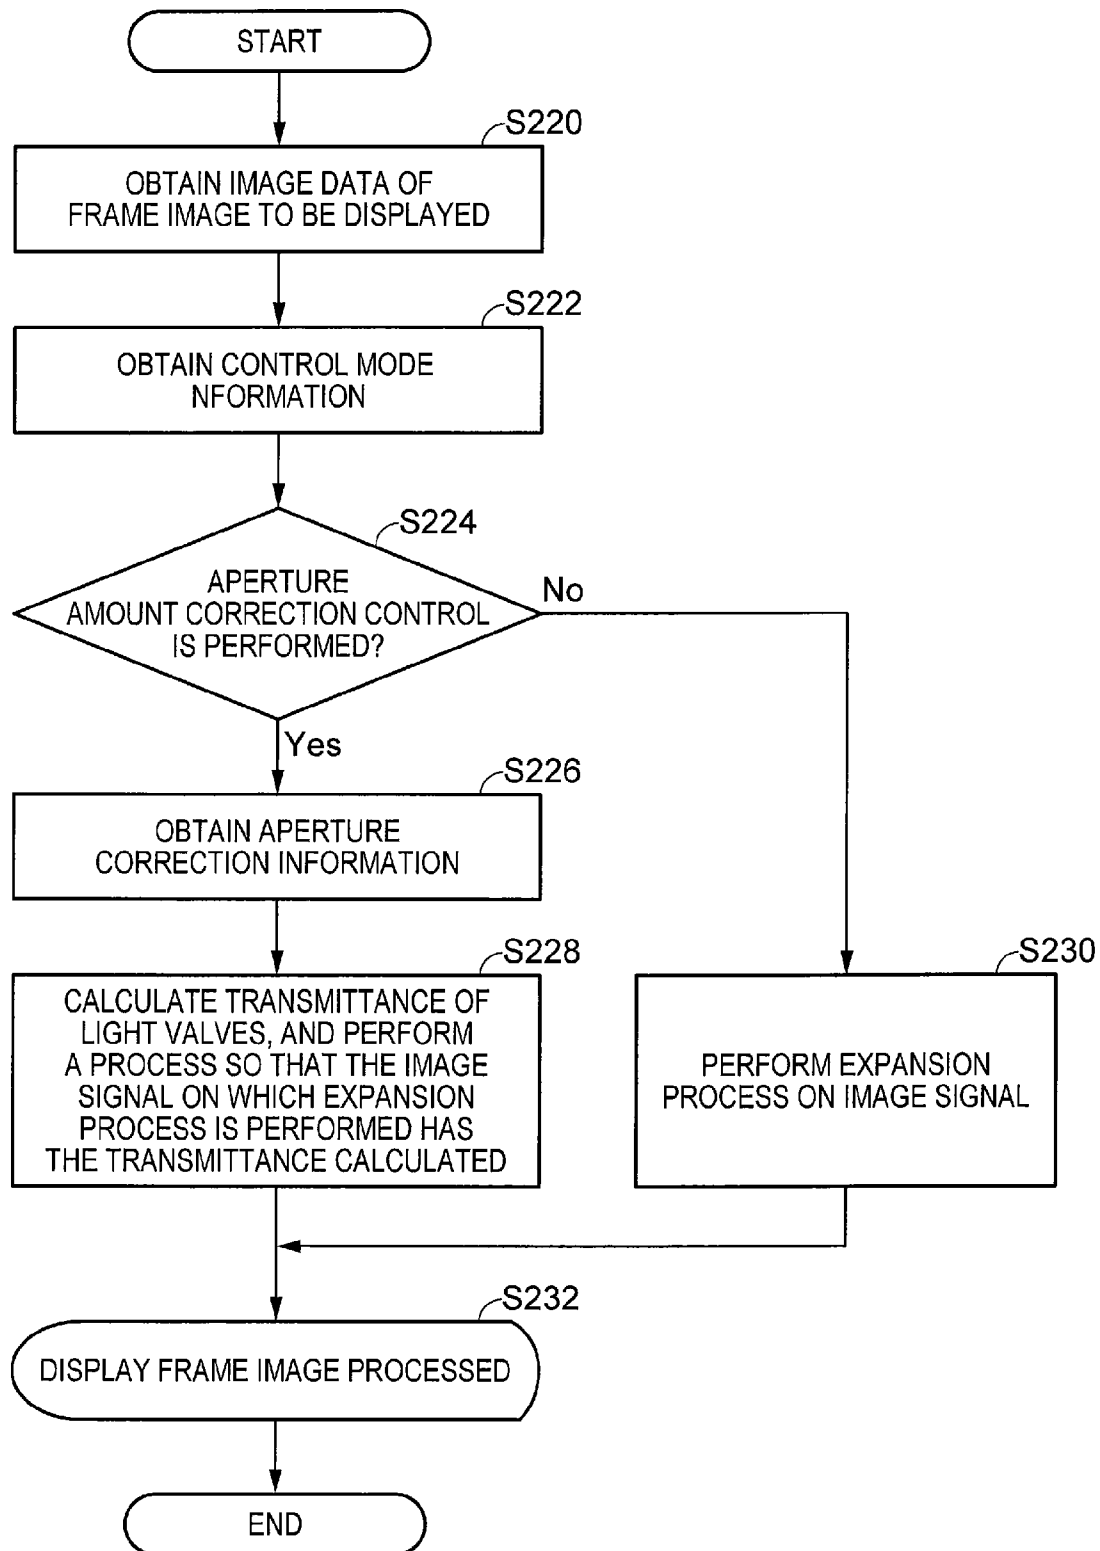 START
S220
OBTAIN IMAGE DATA OF
FRAME IMAGE TO BE DISPLAYED
S222
OBTAIN CONTROL MODE
NFORMATION
S224
APERTURE
AMOUNT CORRECTION CONTROL
IS PERFORMED?
No
Yes
S226
OBTAIN APERTURE
CORRECTION INFORMATION
S228
CALCULATE TRANSMITTANCE OF
LIGHT VALVES, AND PERFORM
A PROCESS SO THAT THE IMAGE
SIGNAL ON WHICH EXPANSION
PROCESS IS PERFORMED HAS
THE TRANSMITTANCE CALCULATED
S230
PERFORM EXPANSION
PROCESS ON IMAGE SIGNAL
S232
DISPLAY FRAME IMAGE PROCESSED
END